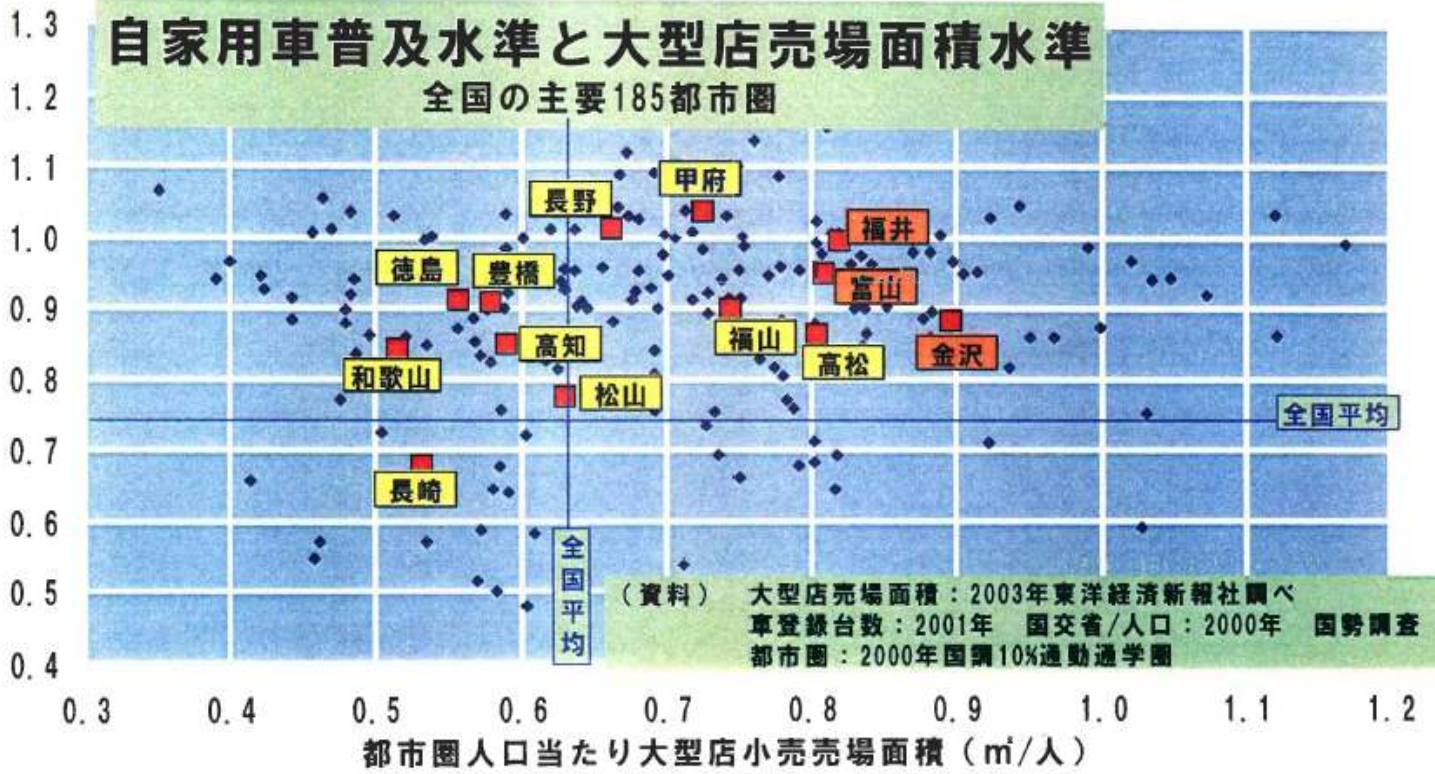 自家用車普及水準と大型店売場面積水準
全国の主要185都市圏
1.3
1.2
1.1
1.0
0.9
0.8
0.7
0.6
0.5
0.4
長野
甲府
福井
徳島
豊橋
富山
高知
福山
高松
金沢
和歌山
松山
全国平均
長崎
全国平均
（資料） 大型店売場面積：2003年東洋経済新報社調べ
車登録台数：2001年 国交省/人口：2000年 国勢調査
都市圏：2000年国調10%通勤通学圏
0.3 0.4 0.5 0.6 0.7 0.8 0.9 1.0 1.1 1.2
都市圏人口当たり大型店小売売場面積（㎡/人）